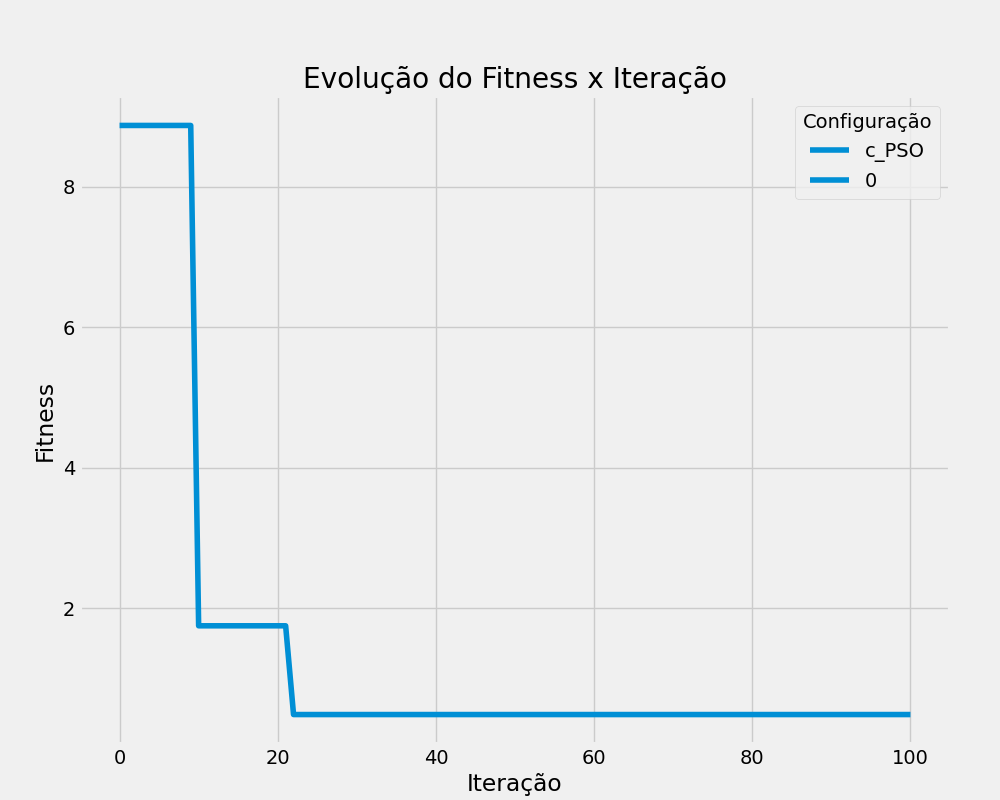 Evolução do Fitness x Iteração
Configuração
c_PSO
0
8
6
4
2
Fitness
0 20 40 60 80 100
Iteração